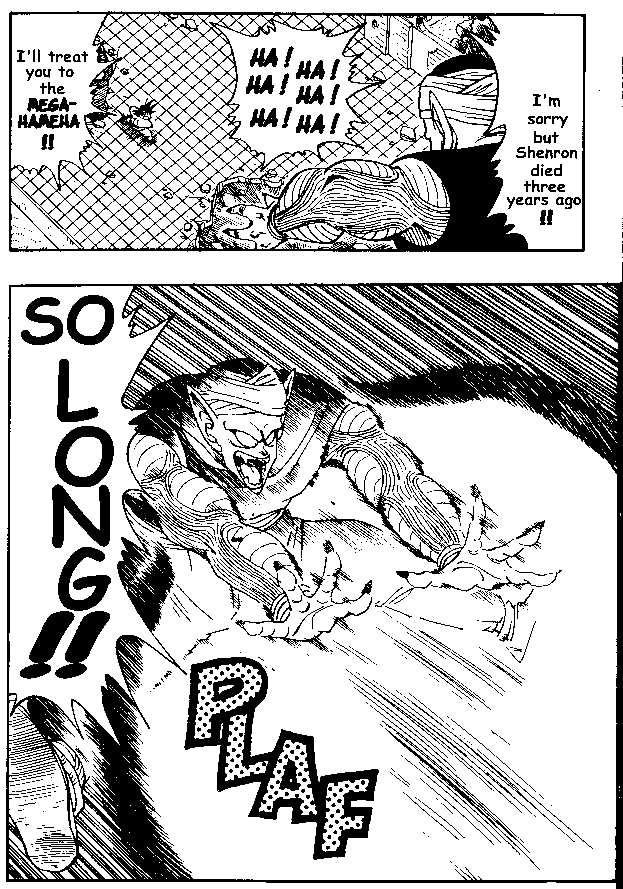 I'm
sorry
but
Shenron
died
three
years ago
!!
HA! HA!
HA! HA!
HA! HA!
I'll treat
you to
the
MEGA-
HAMEHA
!!
SO
LONG
!!
PLAF